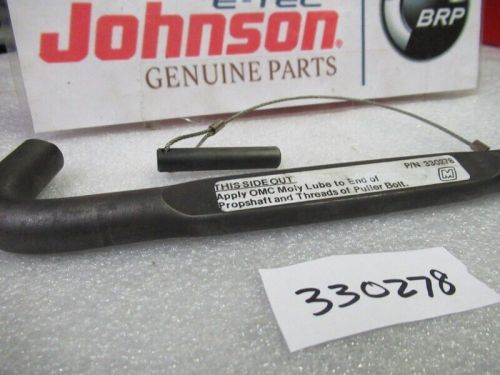 E-TEC
Johnson®
GENUINE PARTS
BRP
THIS SIDE OUT
Apply OMC Moly Lube to End of
Propshaft and Threads of Puller Bolt.
P/N 330278
M
330278